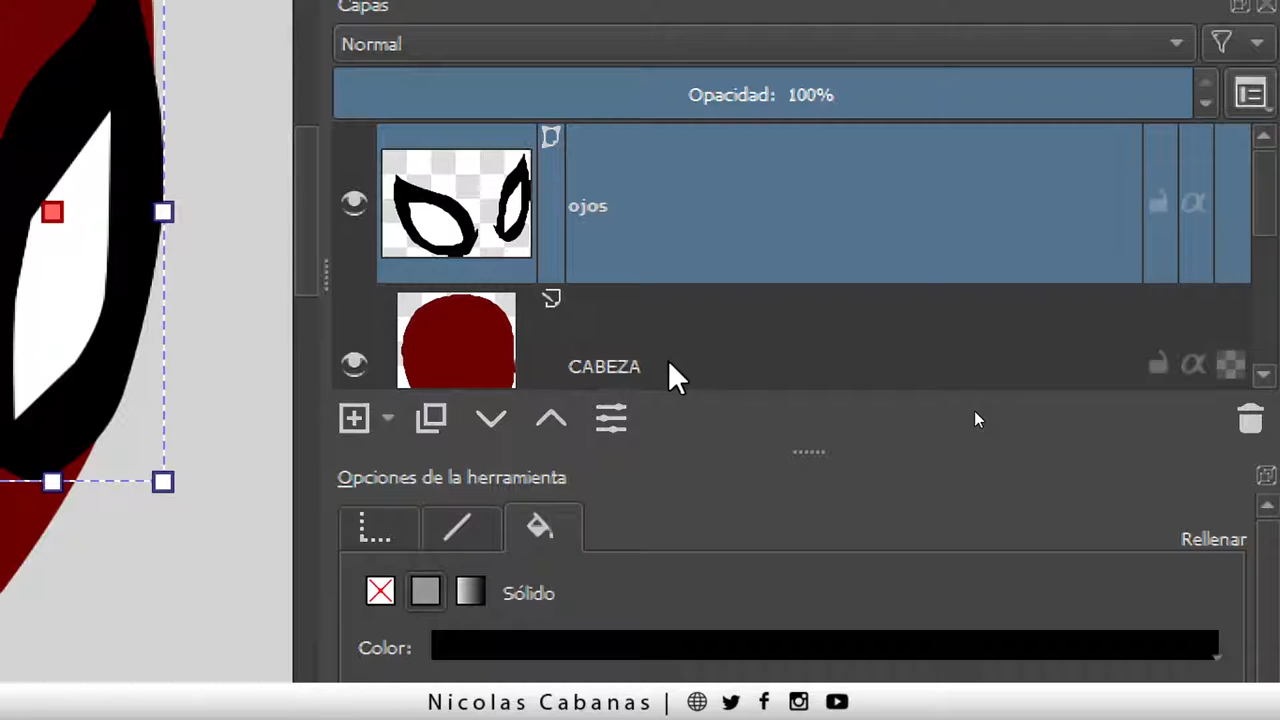 Capas
Normal
Opacidad: 100%
ojos
CABEZA
Opciones de la herramienta
Rellenar
Sólido
Color:
Nicolas Cabanas |